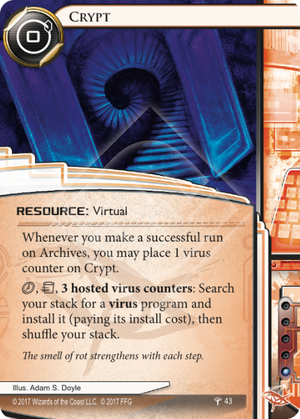 0
CRYPT
RESOURCE: Virtual
Whenever you make a successful run
on Archives, you may place 1 virus
counter on Crypt.
, , 3 hosted virus counters: Search
your stack for a virus program and
install it (paying its install cost), then
shuffle your stack.
The smell of rot strengthens with each step.
Illus. Adam S. Doyle
© 2017 Wizards of the Coast LLC. © 2017 FFG 43